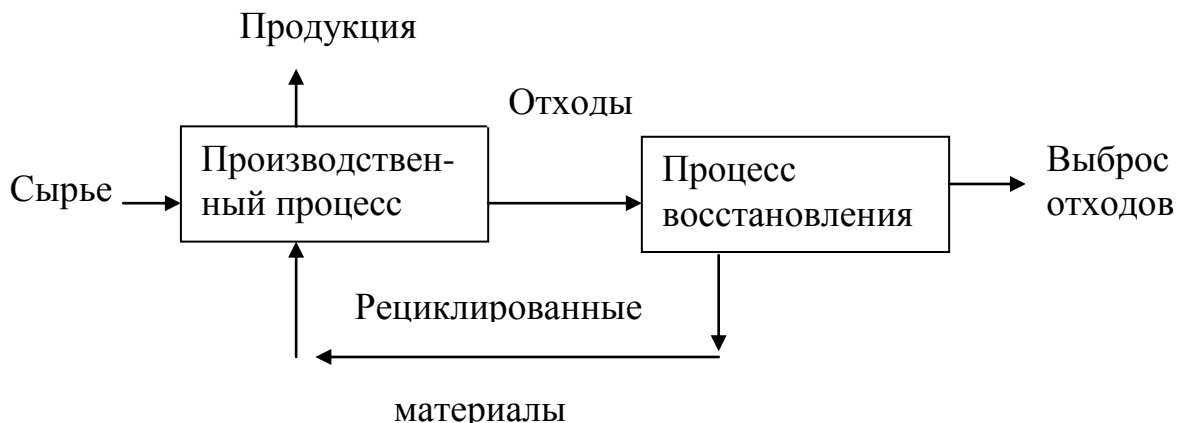 Продукция
Отходы
Сырье
Производствен-
ный процесс
Процесс
восстановления
Выброс
отходов
Рециклированные
материалы